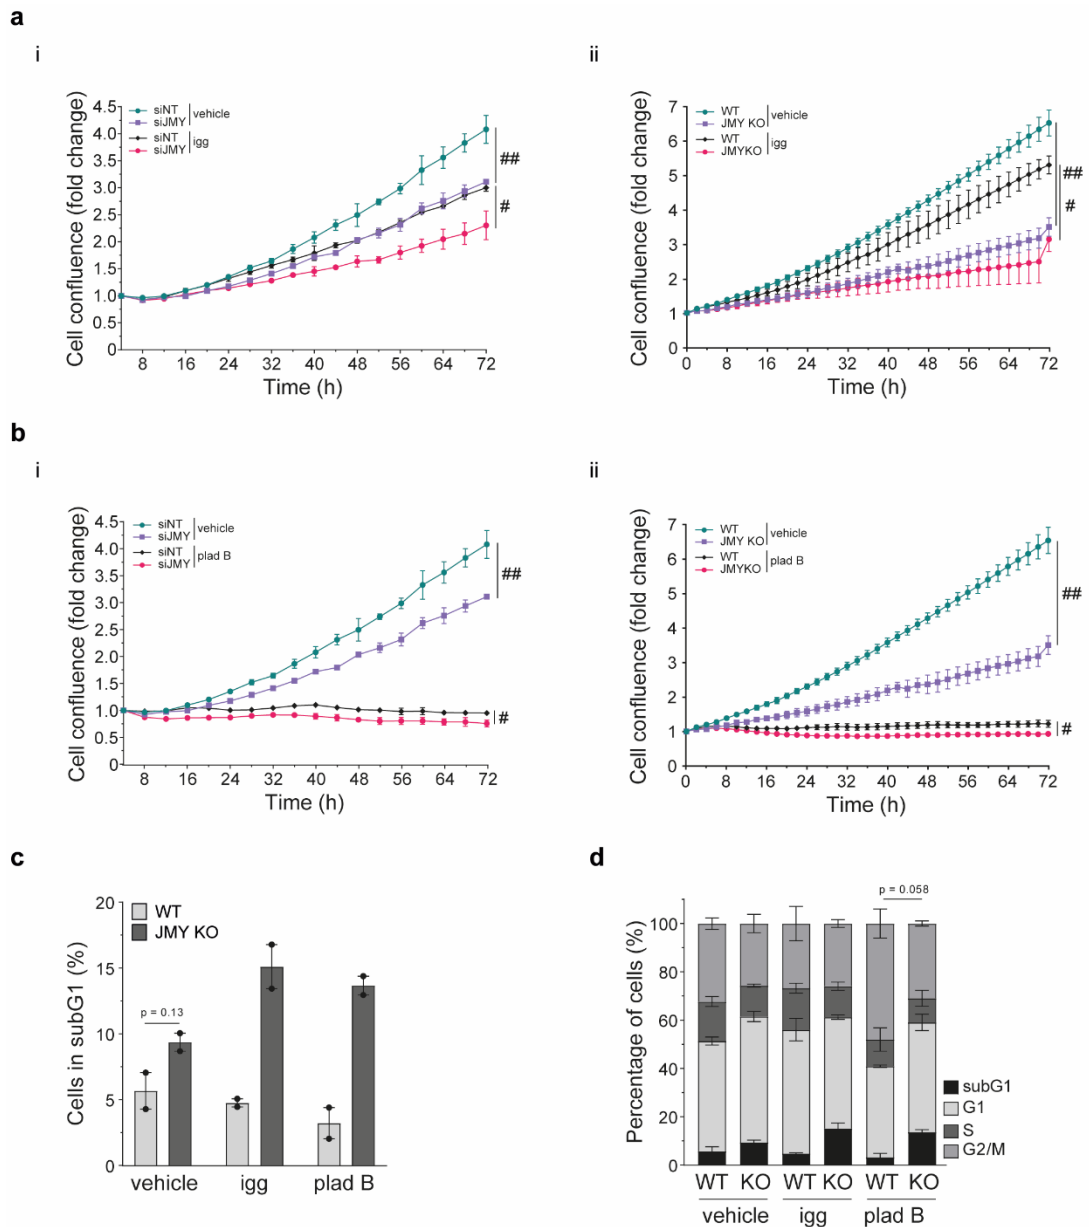 a
i
ii
Cell confluence (fold change)
4.5
4.0
3.5
3.0
2.5
2.0
1.5
1.0
0.5
0
siNT
siJMY
vehicle
siNT
siJMY
igg
##
#
8 16 24 32 40 48 56 64 72
Time (h)
Cell confluence (fold change)
7
6
5
4
3
2
1
0
WT
JMY KO
vehicle
WT
JMYKO
igg
##
#
0 8 16 24 32 40 48 56 64 72
Time (h)
b
i
ii
Cell confluence (fold change)
4.5
4.0
3.5
3.0
2.5
2.0
1.5
1.0
0.5
0
siNT
siJMY
vehicle
siNT
siJMY
plad B
##
#
8 16 24 32 40 48 56 64 72
Time (h)
Cell confluence (fold change)
7
6
5
4
3
2
1
0
WT
JMY KO
vehicle
WT
JMYKO
plad B
##
#
0 8 16 24 32 40 48 56 64 72
Time (h)
c
Cells in subG1 (%)
20
15
10
5
0
WT
JMY KO
p = 0.13
vehicle igg plad B
d
Percentage of cells (%)
100
80
60
40
20
0
p = 0.058
subG1
G1
S
G2/M
WT KO WT KO WT KO
vehicle igg plad B